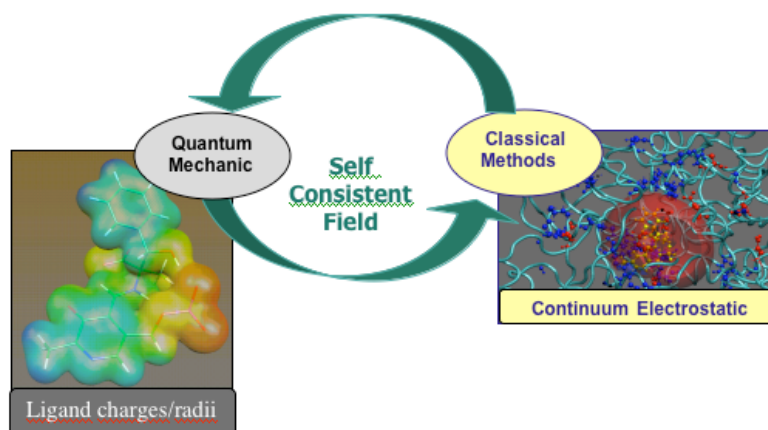 Quantum
Mechanic
Classical
Methods
Self
Consistent
Field
Continuum Electrostatic
Ligand charges/radii